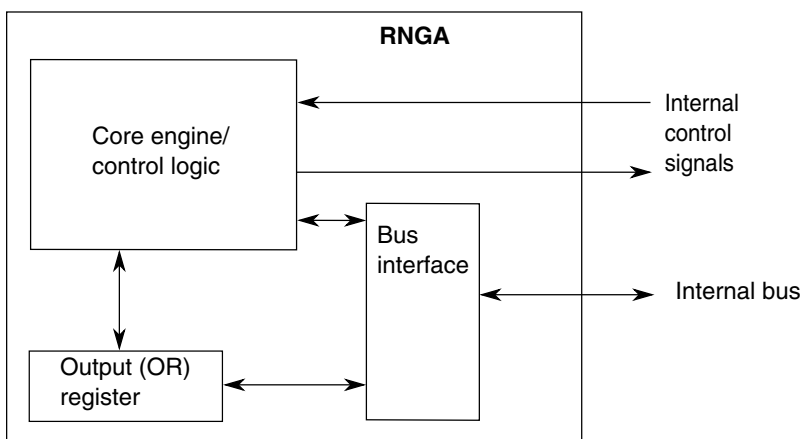 RNGA
Core engine/
control logic
Internal
control
signals
Bus
interface
Internal bus
Output (OR)
register